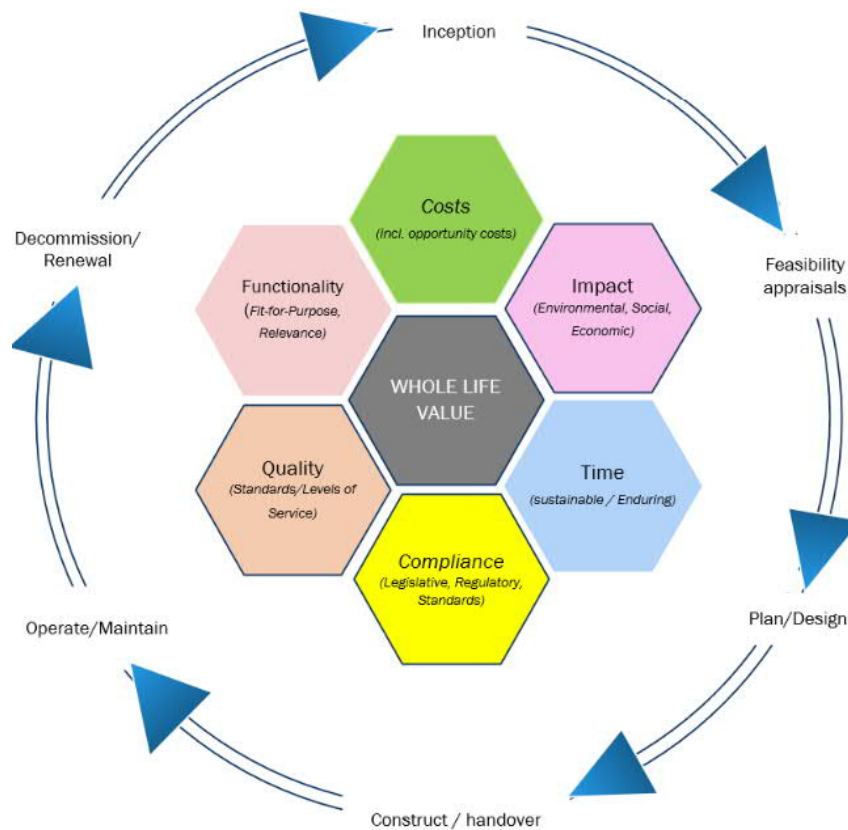 Inception
Costs
(Incl. opportunity costs)
Decommission/
Renewal
Feasibility
appraisals
Functionality
(Fit-for-Purpose,
Relevance)
Impact
(Environmental, Social,
Economic)
WHOLE LIFE
VALUE
Quality
(Standards/Levels of
Service)
Time
(sustainable / Enduring)
Compliance
(Legislative, Regulatory,
Standards)
Operate/Maintain
Plan/Design
Construct / handover